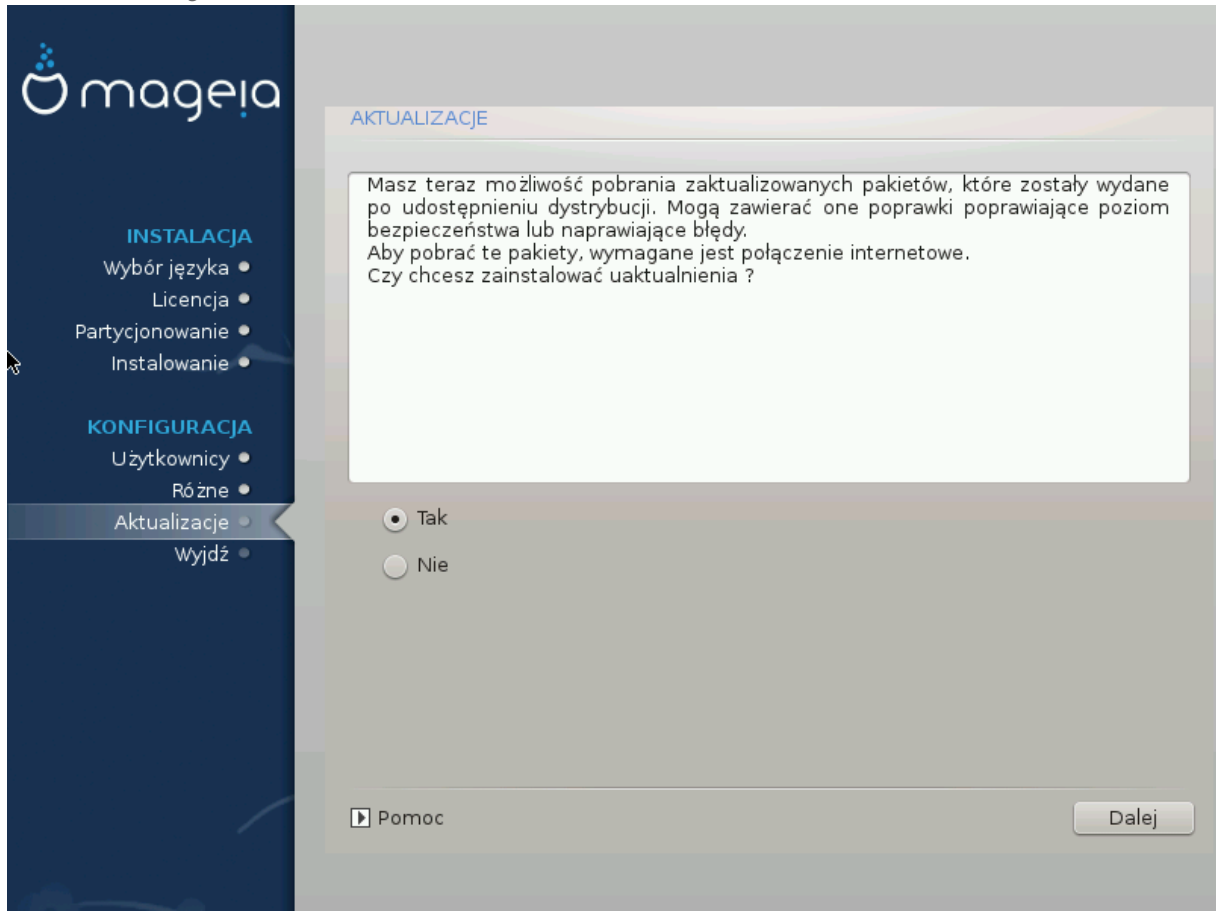 mageia
INSTALACJA
Wybór języka
Licencja
Partycjonowanie
Instalowanie
KONFIGURACJA
Użytkownicy
Różne
Aktualizacje
Wyjdź
AKTUALIZACJE
Masz teraz możliwość pobrania zaktualizowanych pakietów, które zostały wydane
po udostępnieniu dystrybucji. Mogą zawierać one poprawki poprawiające poziom
bezpieczeństwa lub naprawiające błędy.
Aby pobrać te pakiety, wymagane jest połączenie internetowe.
Czy chcesz zainstalować uaktualnienia ?
Tak
Nie
Pomoc
Dalej